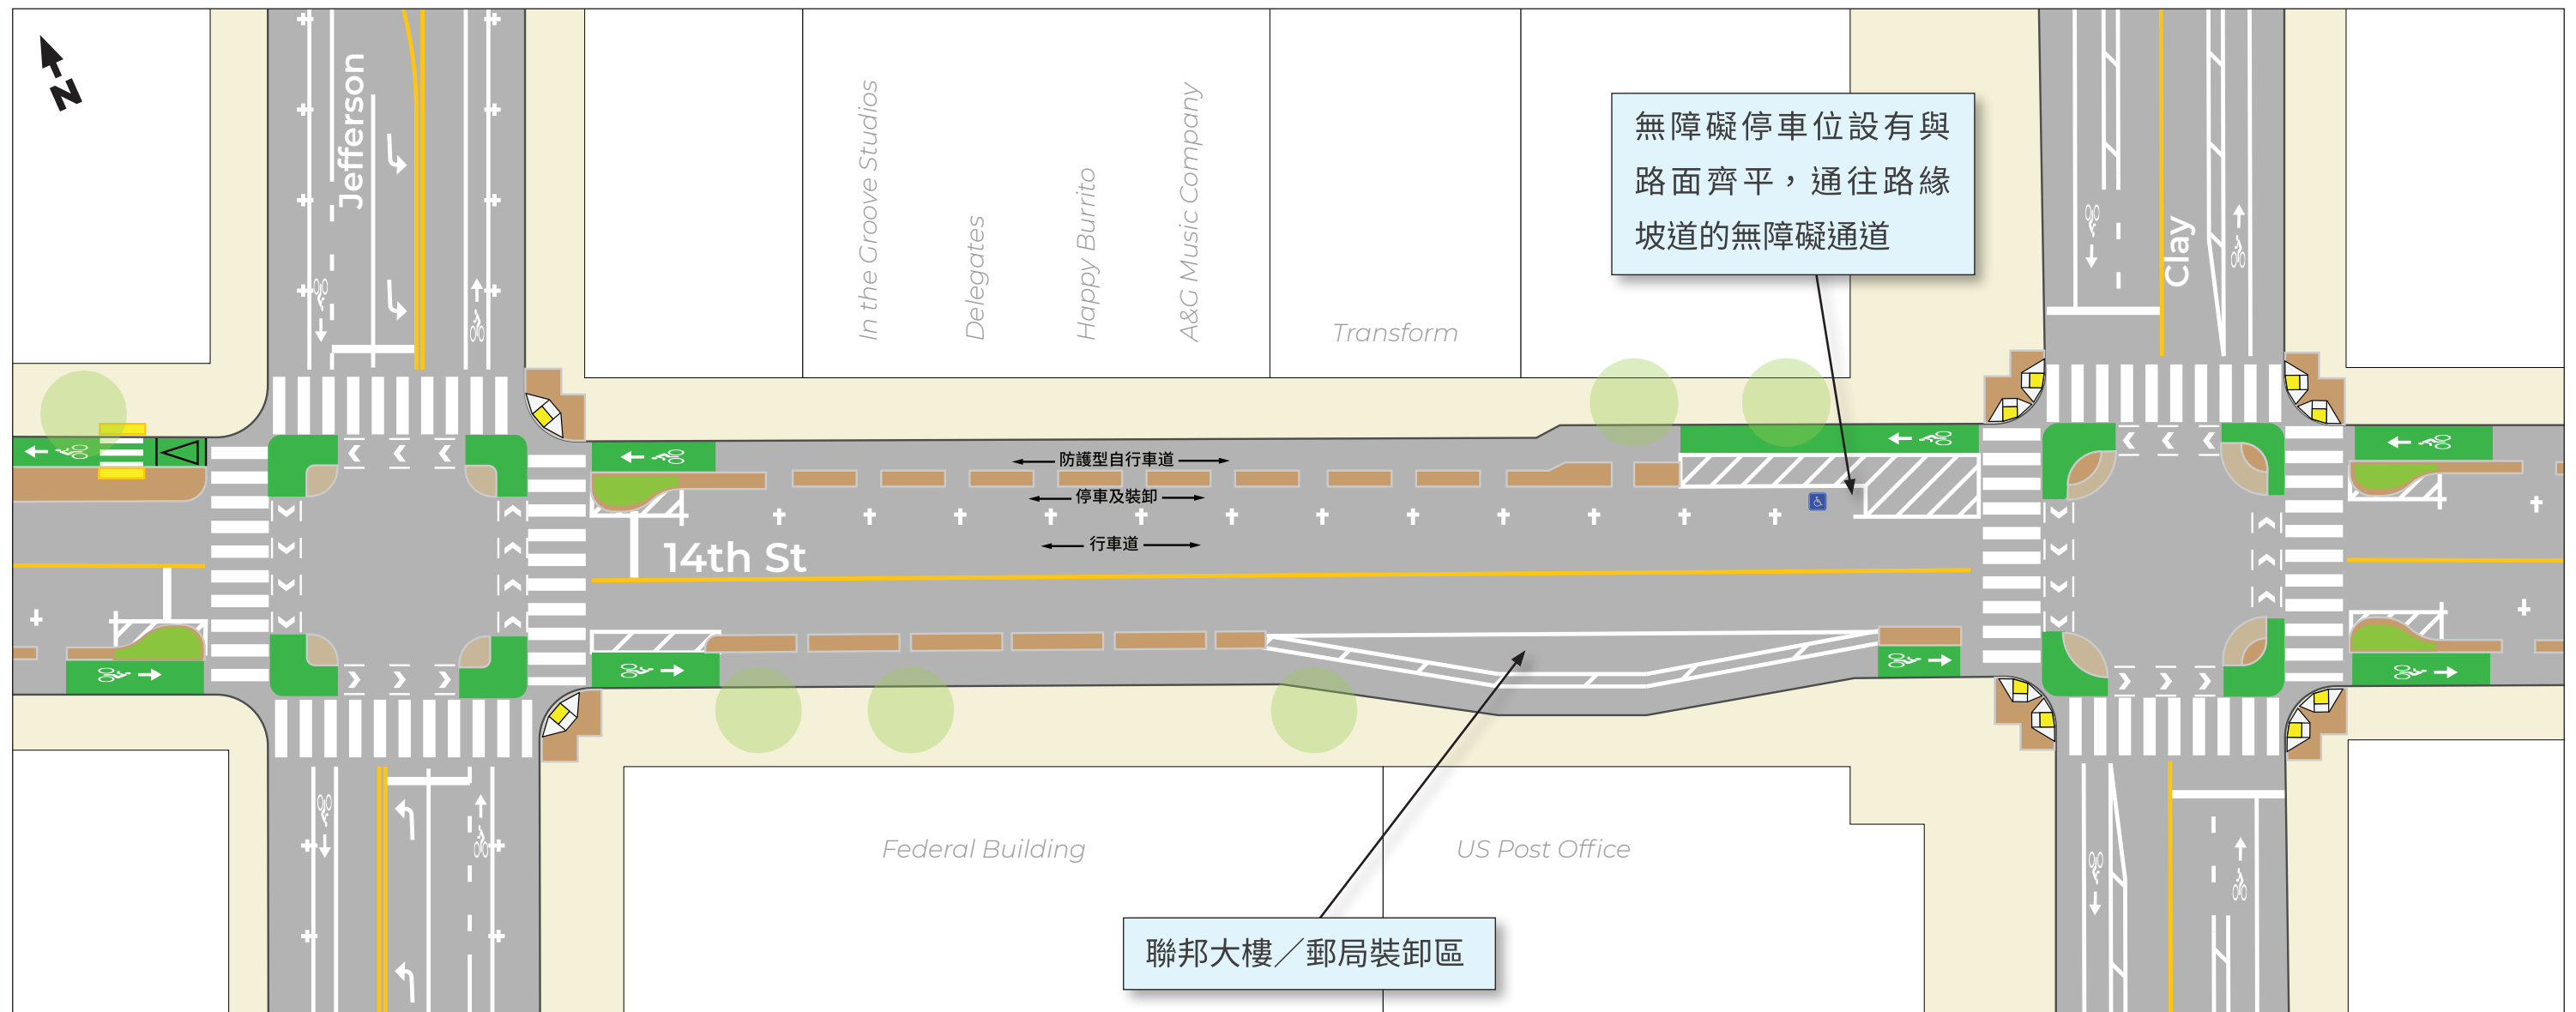 N
Jefferson
In the Groove Studios
Delegates
Happy Burrito
A&G Music Company
Transform
無障礙停車位設有與
路面齊平，通往路緣
坡道的無障礙通道
Clay
防護型自行車道
停車及裝卸
行車道
14th St
Federal Building
US Post Office
聯邦大樓／郵局裝卸區